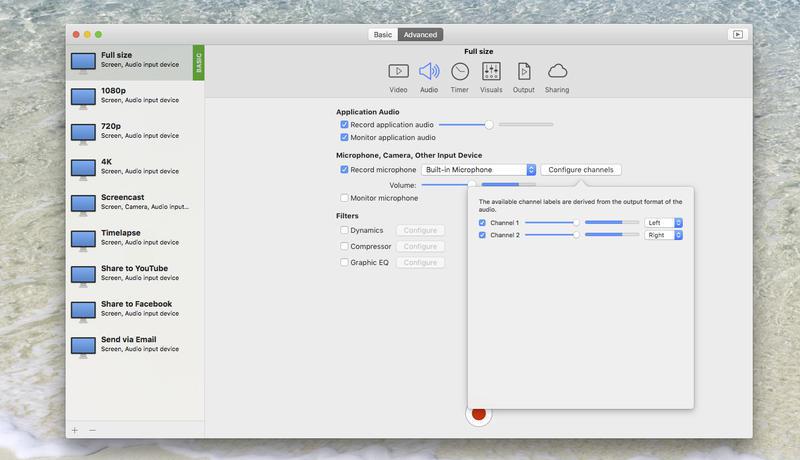 Basic Advanced
Full size
Screen, Audio input device
BASIC
1080p
Screen, Audio input device
720p
Screen, Audio input device
4K
Screen, Audio input device
Screencast
Screen, Camera, Audio input...
Timelapse
Screen, Audio input device
Share to YouTube
Screen, Audio input device
Share to Facebook
Screen, Audio input device
Send via Email
Screen, Audio input device
Full size
Video Audio Timer Visuals Output Sharing
Application Audio
Record application audio
Monitor application audio
Microphone, Camera, Other Input Device
Record microphone Built-in Microphone Configure channels
Volume:
Monitor microphone
Filters
Dynamics Configure
Compressor Configure
Graphic EQ Configure
The available channel labels are derived from the output format of the
audio.
Channel 1 Left
Channel 2 Right